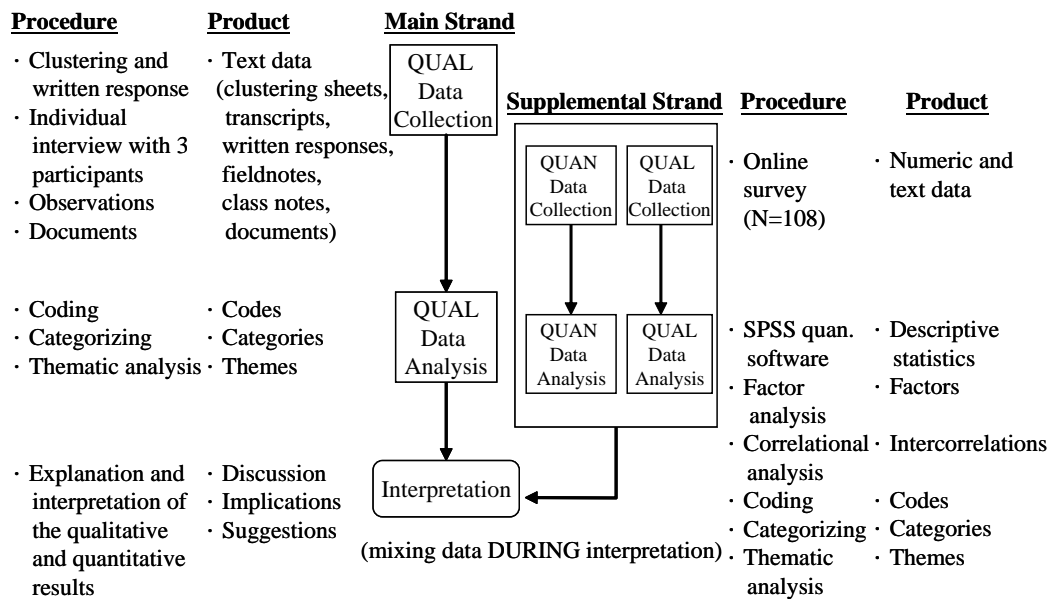 Procedure
· Clustering and
written response
· Individual
interview with 3
participants
· Observations
· Documents
· Coding
· Categorizing
· Thematic analysis
· Explanation and
interpretation of
the qualitative
and quantitative
results
Product
· Text data
(clustering sheets,
transcripts,
written responses,
fieldnotes,
class notes,
documents)
· Codes
· Categories
· Themes
· Discussion
· Implications
· Suggestions
Main Strand
QUAL
Data
Collection
QUAL
Data
Analysis
Interpretation
(mixing data DURING interpretation)
Supplemental Strand
QUAN
Data
Collection
QUAL
Data
Collection
QUAN
Data
Analysis
QUAL
Data
Analysis
Procedure
· Online
survey
(N=108)
· SPSS quan.
software
· Factor
analysis
· Correlational
analysis
· Coding
· Categorizing
· Thematic
analysis
Product
· Numeric and
text data
· Descriptive
statistics
· Factors
· Intercorrelations
· Codes
· Categories
· Themes